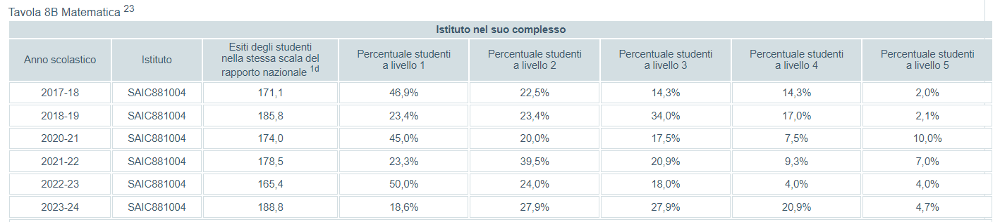 Tavola 8B Matematica 23
Istituto nel suo complesso
Anno scolastico Istituto Esiti degli studenti nella stessa scala del rapporto nazionale 1d Percentuale studenti a livello 1 Percentuale studenti a livello 2 Percentuale studenti a livello 3 Percentuale studenti a livello 4 Percentuale studenti a livello 5
2017-18 SAIC881004 171,1 46,9% 22,5% 14,3% 14,3% 2,0%
2018-19 SAIC881004 185,8 23,4% 23,4% 34,0% 17,0% 2,1%
2020-21 SAIC881004 174,0 45,0% 20,0% 17,5% 7,5% 10,0%
2021-22 SAIC881004 178,5 23,3% 39,5% 20,9% 9,3% 7,0%
2022-23 SAIC881004 165,4 50,0% 24,0% 18,0% 4,0% 4,0%
2023-24 SAIC881004 188,8 18,6% 27,9% 27,9% 20,9% 4,7%